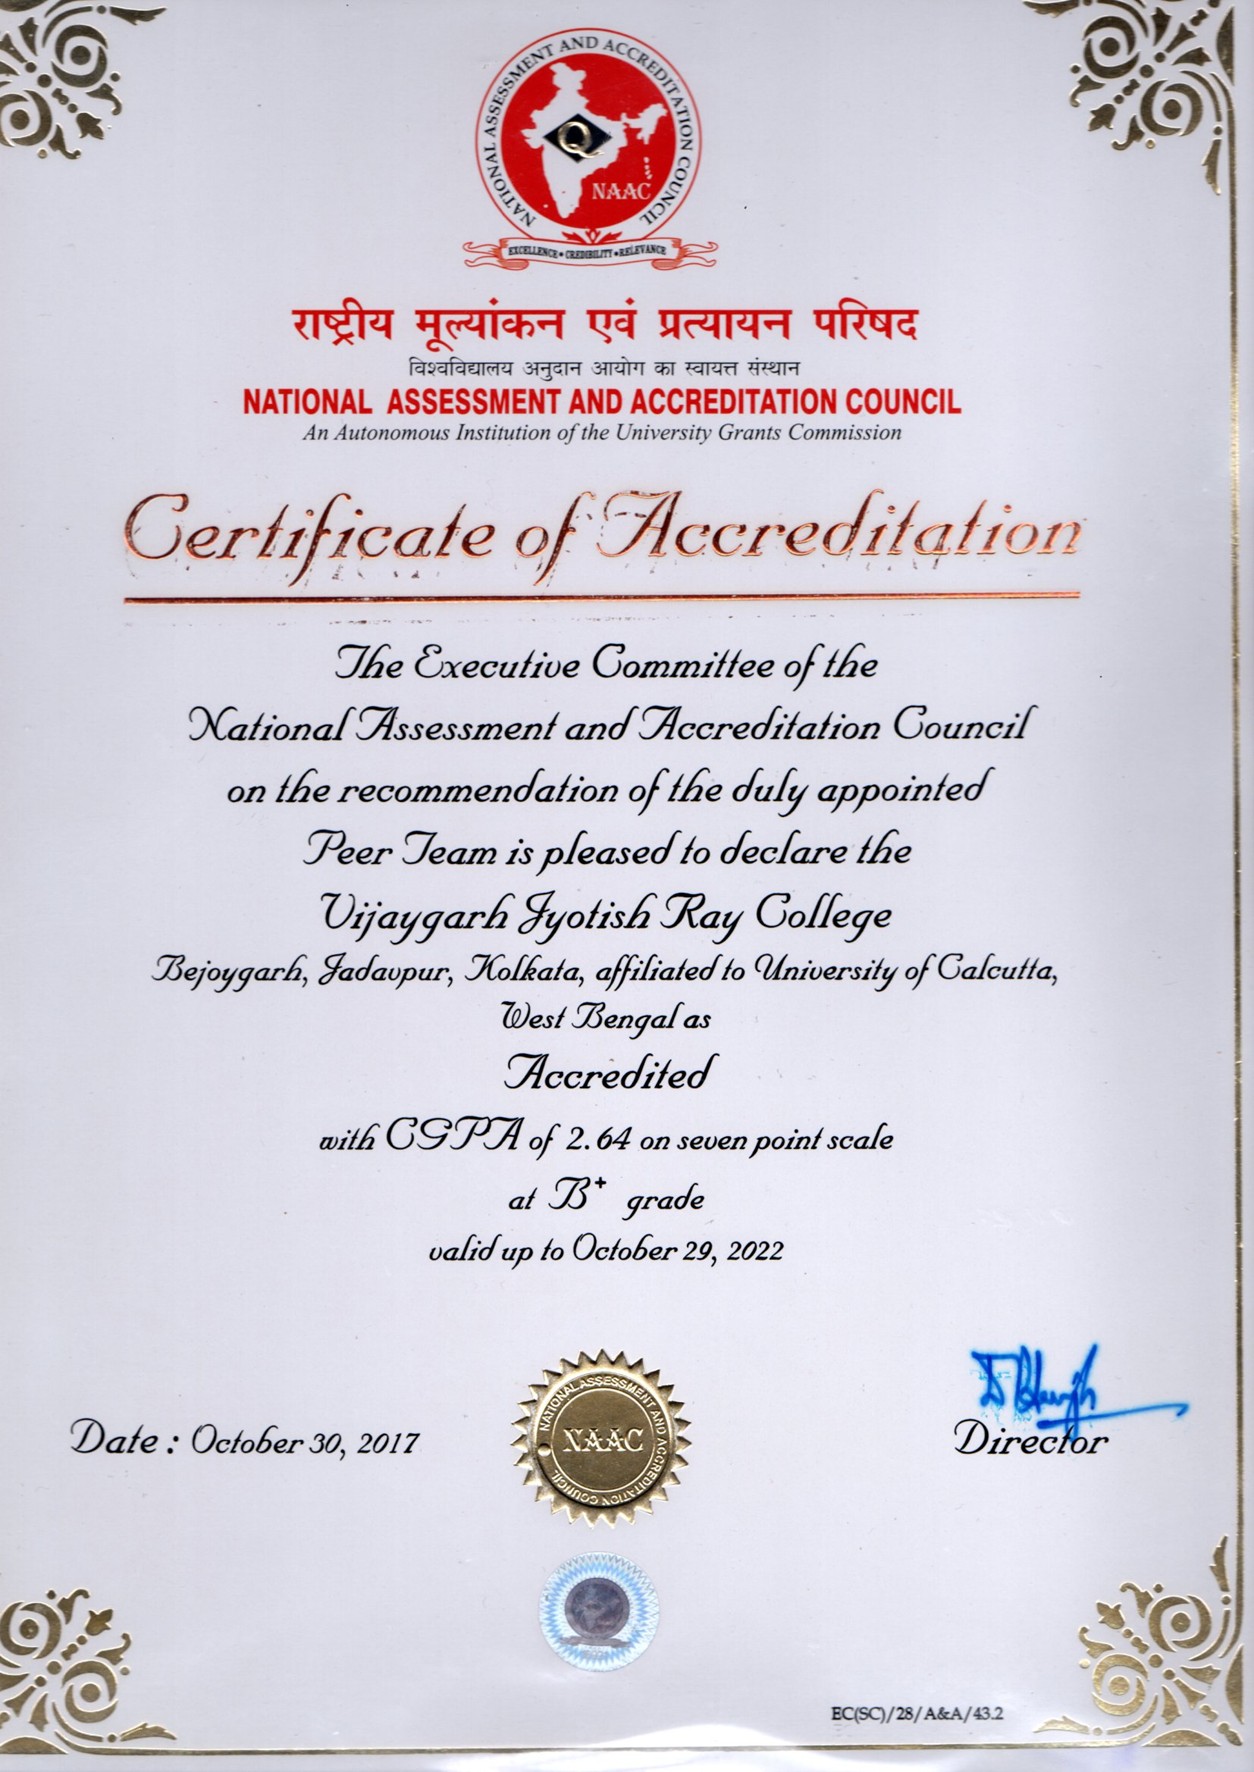 NATIONAL ASSESSMENT AND ACCREDITATION COUNCIL
Q
NAAC
EXCELLENCE • CREDIBILITY • RELEVANCE
राष्ट्रीय मूल्यांकन एवं प्रत्यायन परिषद
विश्वविद्यालय अनुदान आयोग का स्वायत्त संस्थान
NATIONAL ASSESSMENT AND ACCREDITATION COUNCIL
An Autonomous Institution of the University Grants Commission
Certificate of Accreditation
The Executive Committee of the
National Assessment and Accreditation Council
on the recommendation of the duly appointed
Peer Team is pleased to declare the
Vijaygarh Jyotish Ray College
Bejoygarh, Jadavpur, Kolkata, affiliated to University of Calcutta,
West Bengal as
Accredited
with CGPA of 2.64 on seven point scale
at B⁺ grade
valid up to October 29, 2022
Date : October 30, 2017
NATIONAL ASSESSMENT AND ACCREDITATION COUNCIL
NAAC
Director
EC(SC)/28/A&A/43.2